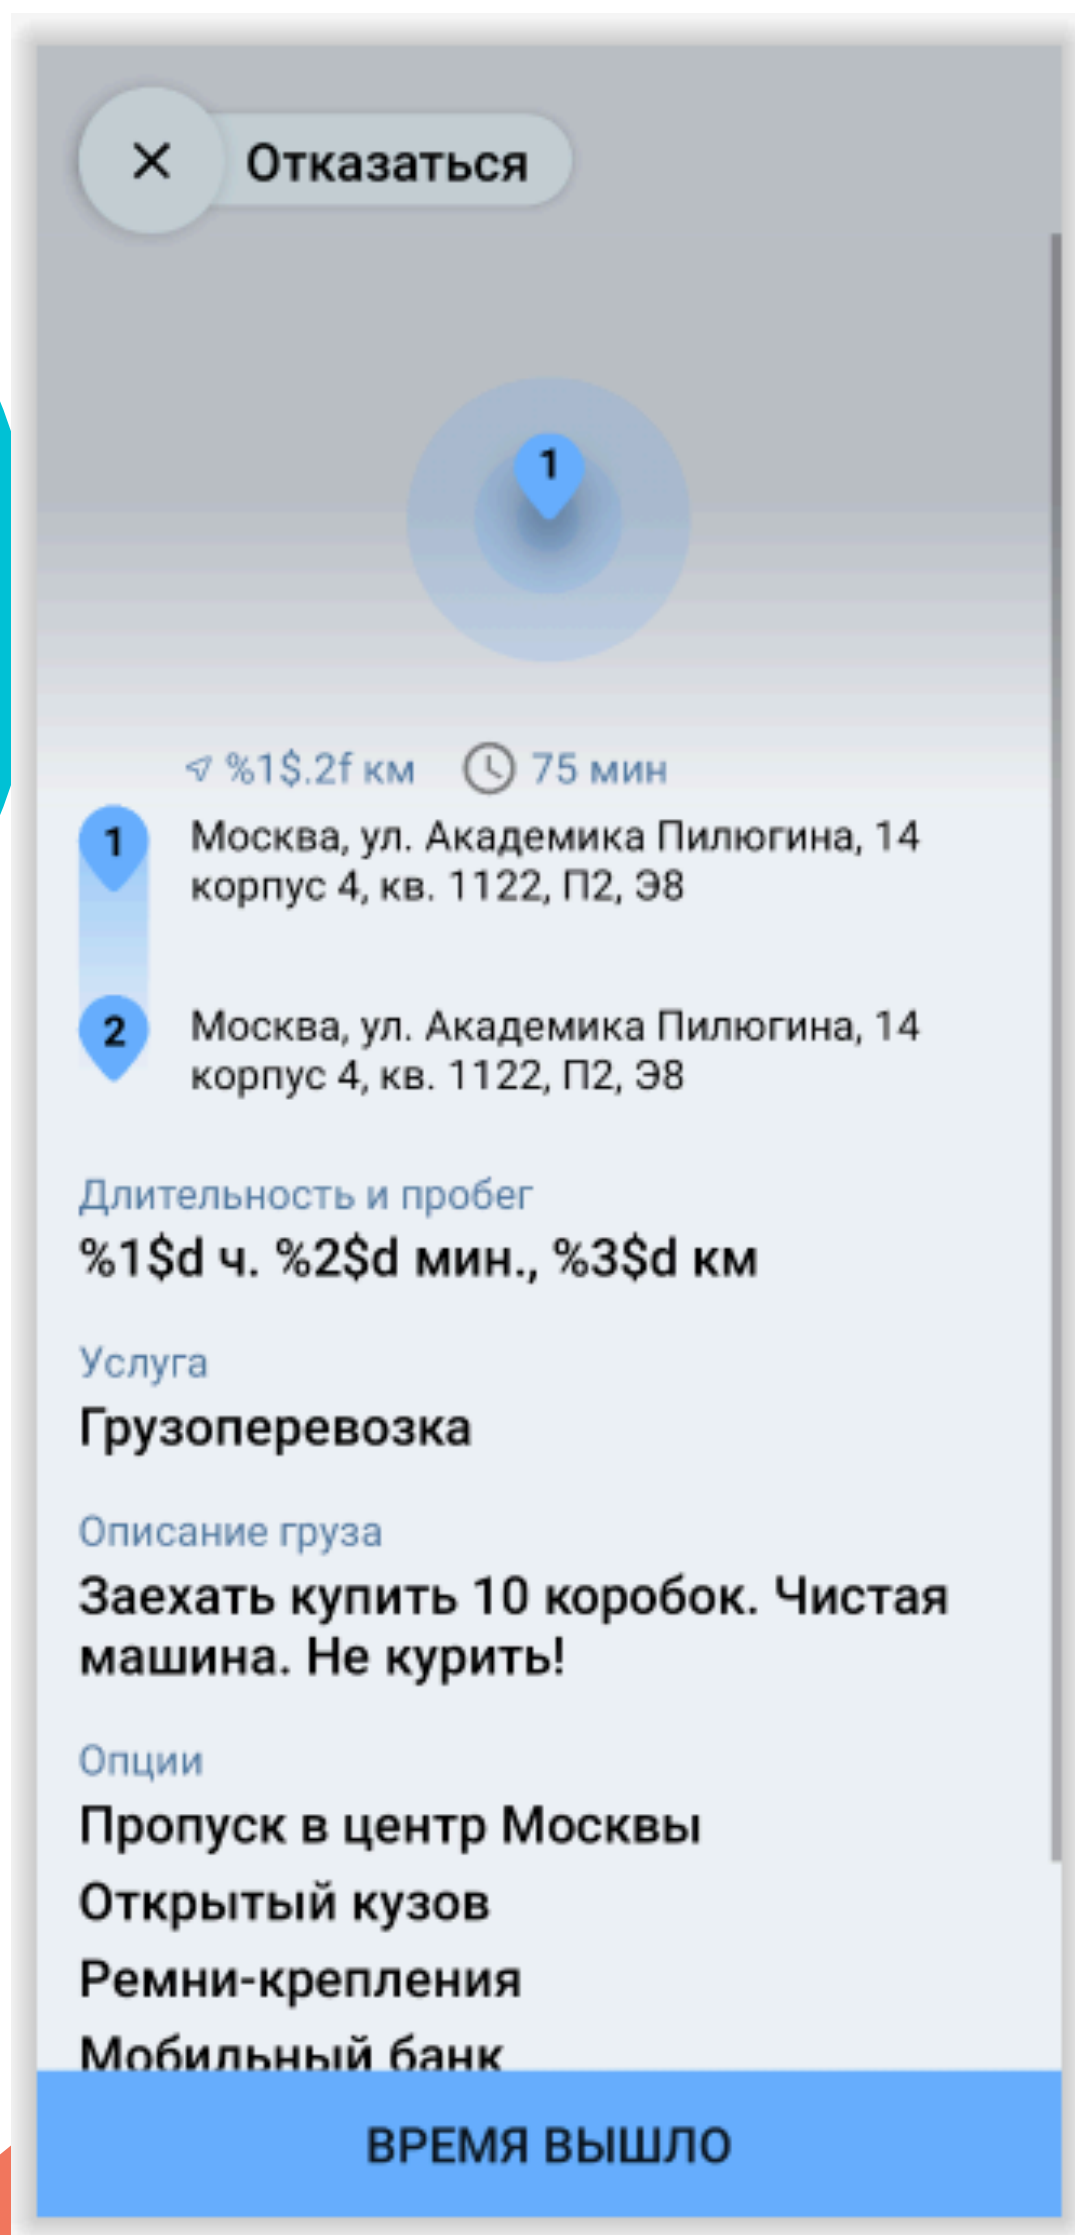 Отказаться
1
%1$.2f км 75 мин
1 Москва, ул. Академика Пилюгина, 14
корпус 4, кв. 1122, П2, Э8
2 Москва, ул. Академика Пилюгина, 14
корпус 4, кв. 1122, П2, Э8
Длительность и пробег
%1$d ч. %2$d мин., %3$d км
Услуга
Грузоперевозка
Описание груза
Заехать купить 10 коробок. Чистая
машина. Не курить!
Опции
Пропуск в центр Москвы
Открытый кузов
Ремни-крепления
Мобильный банк
ВРЕМЯ ВЫШЛО